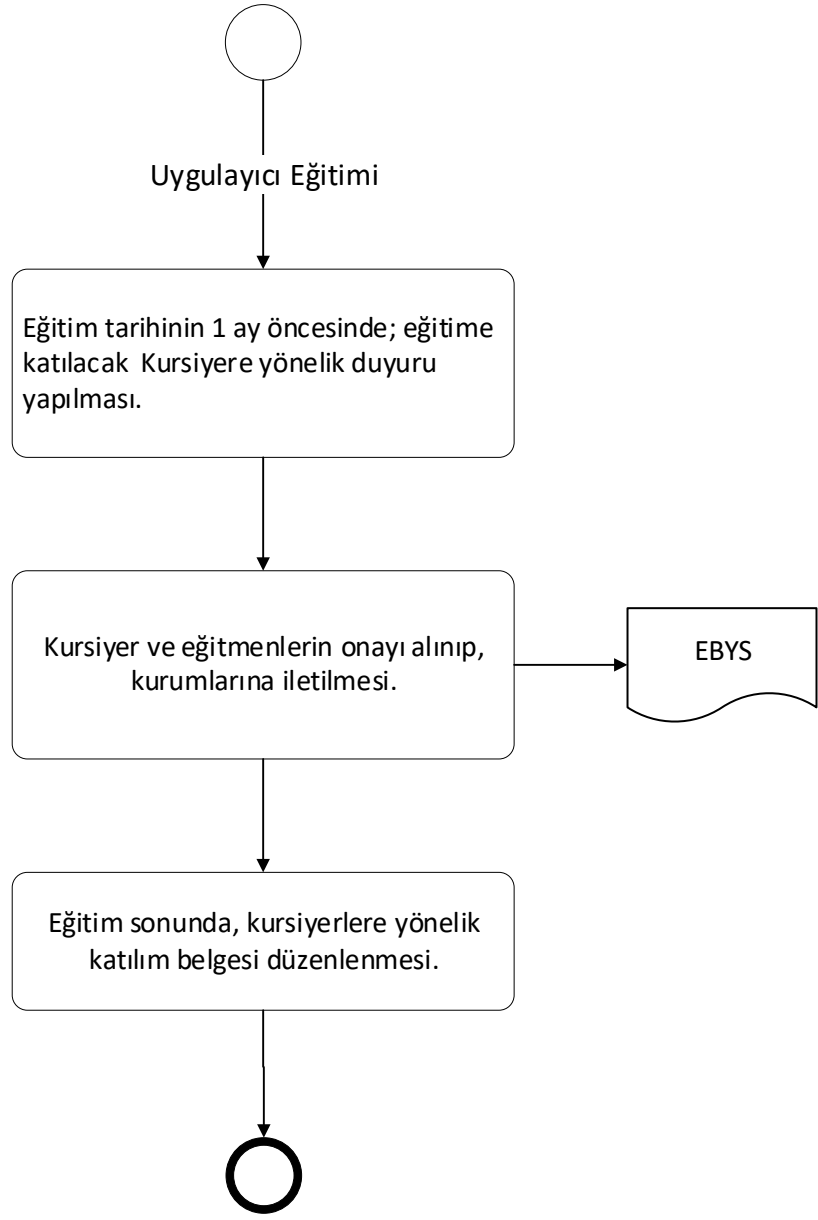 Uygulayıcı Eğitimi
Eğitim tarihinin 1 ay öncesinde; eğitime
katılacak Kursiyere yönelik duyuru
yapılması.
Kursiyer ve eğitmenlerin onayı alınıp,
kurumlarına iletilmesi.
EBYS
Eğitim sonunda, kursiyerlere yönelik
katılım belgesi düzenlenmesi.